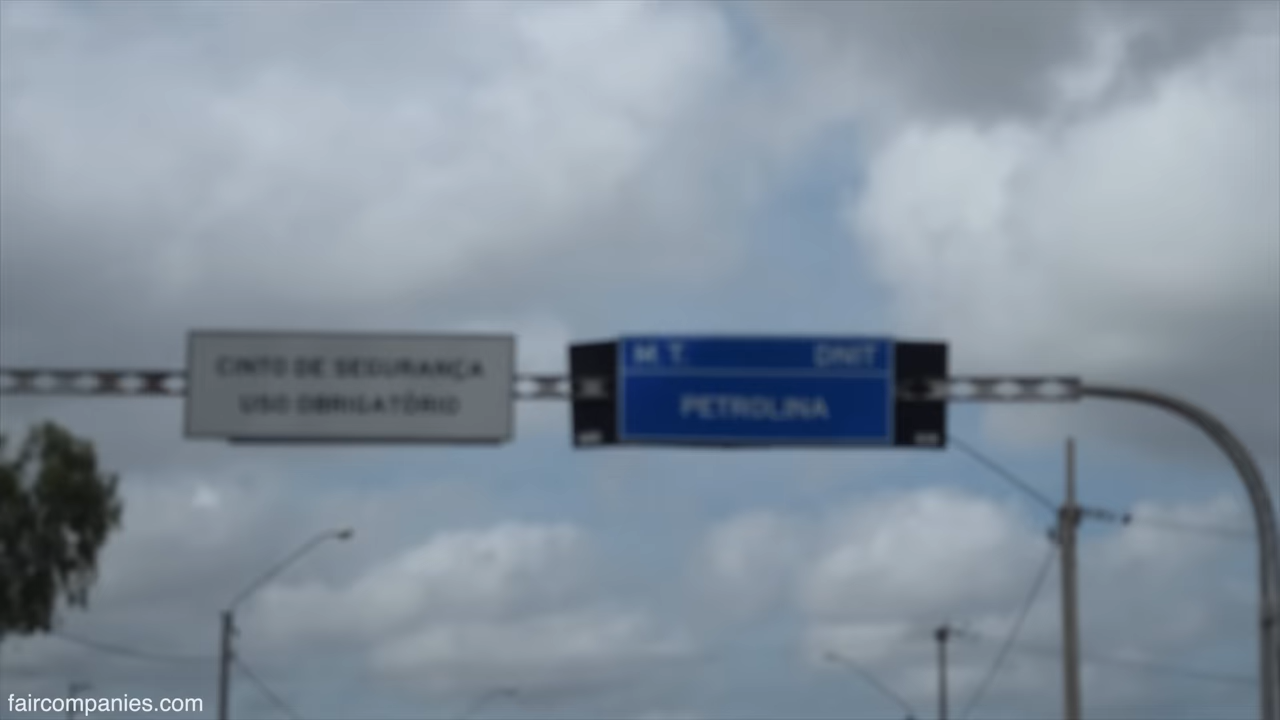 CINTO DE SEGURANÇA
USO OBRIGATÓRIO
M. T. DNIT
PETROLINA
faircompanies.com